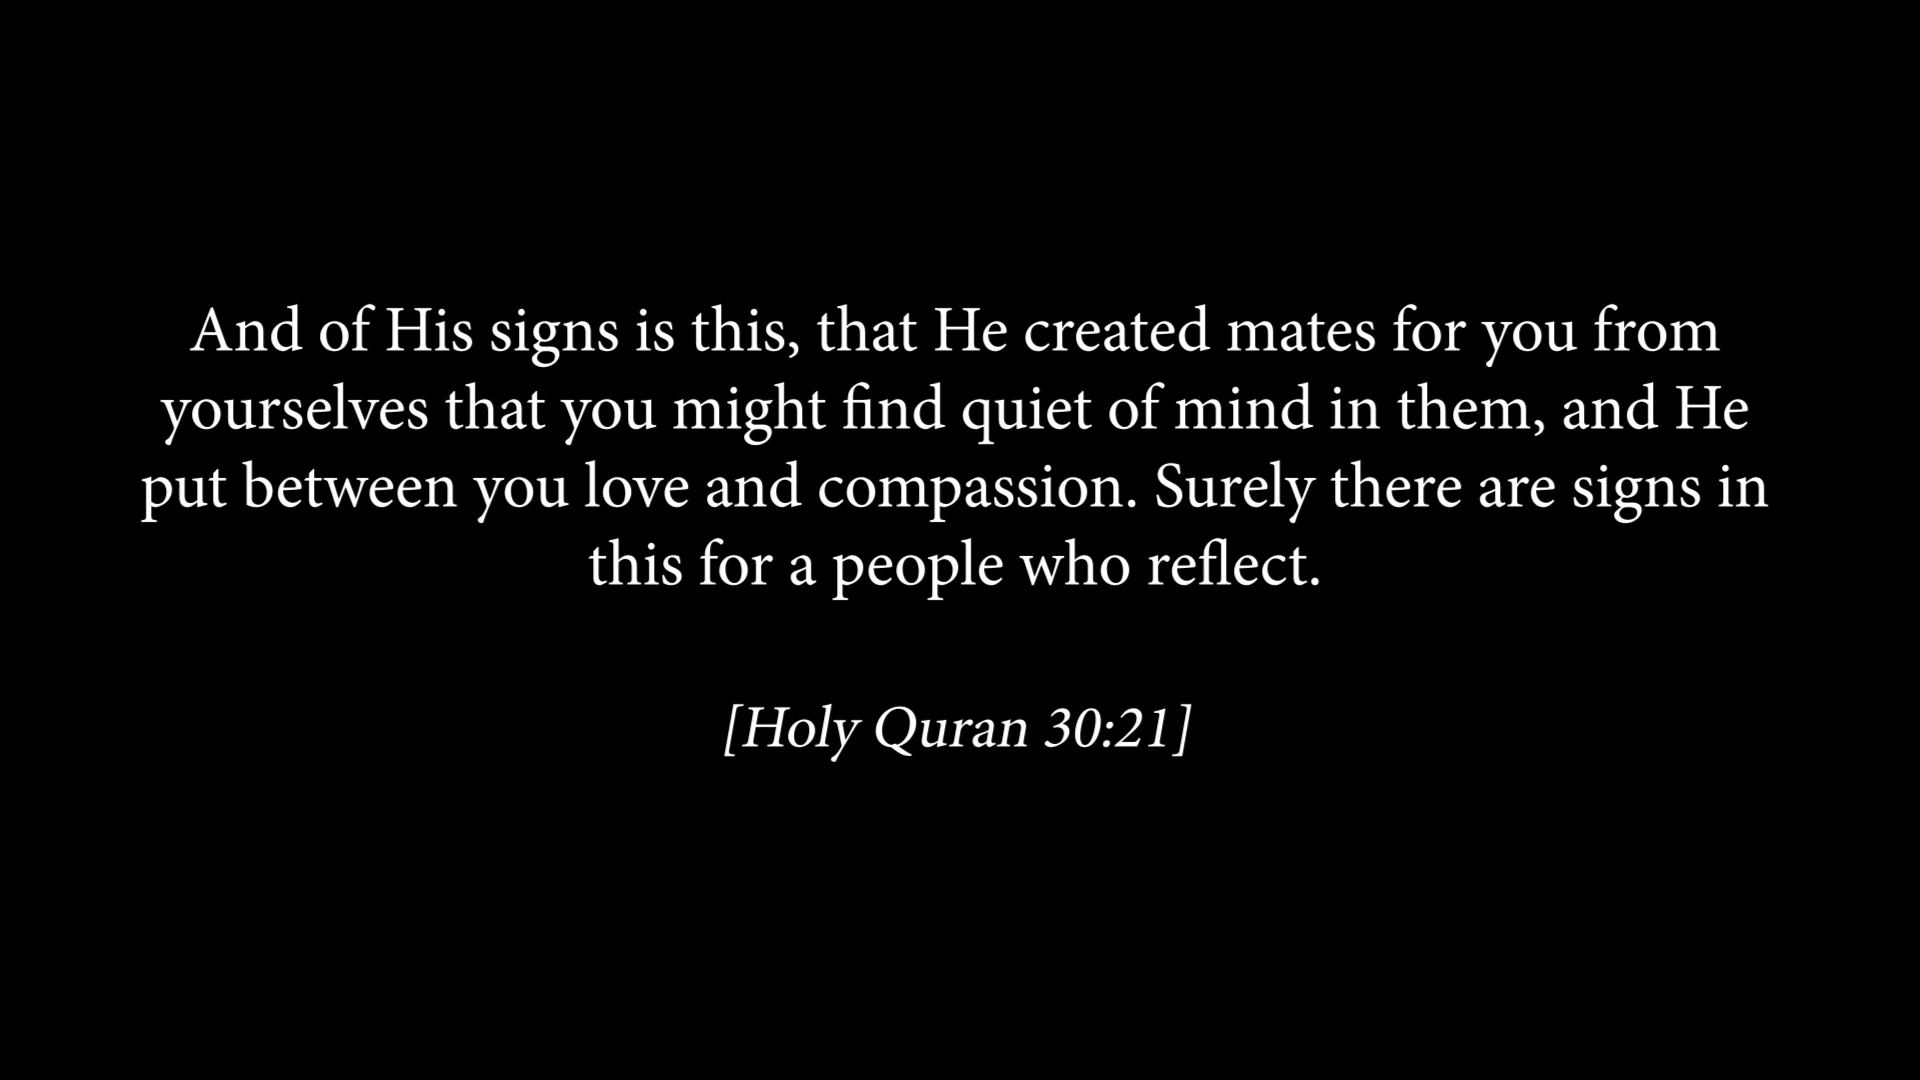 And of His signs is this, that He created mates for you from
yourselves that you might find quiet of mind in them, and He
put between you love and compassion. Surely there are signs in
this for a people who reflect.
[Holy Quran 30:21]